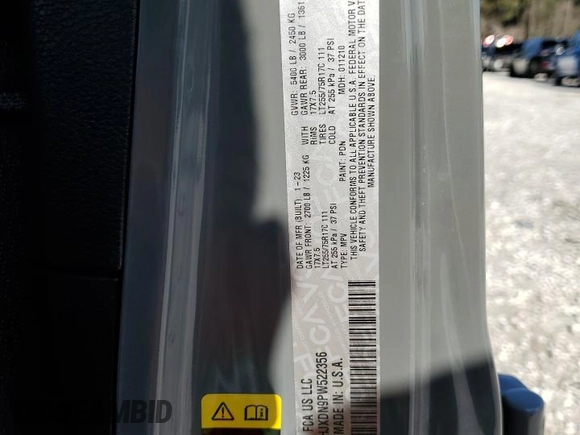 FCA US LLC
DATE OF MFR (BUILT) 1-23 GVWR: 5400 LB / 2450 KG
GAWR FRONT: 2700 LB / 1225 KG WITH GAWR REAR: 3000 LB / 1361
17X7.5 RIMS 17X7.5
LT255/75R17C 111 TIRES LT255/75R17C 111
AT 255 kPa / 37 PSI COLD AT 255 kPa / 37 PSI
TYPE: MPV PAINT: PDN MDH: 011210
THIS VEHICLE CONFORMS TO ALL APPLICABLE U.S.A. FEDERAL MOTOR
SAFETY AND THEFT PREVENTION STANDARDS IN EFFECT ON THE DATE
MANUFACTURE SHOWN ABOVE.
HJXDN9PW522356
MADE IN U.S.A.